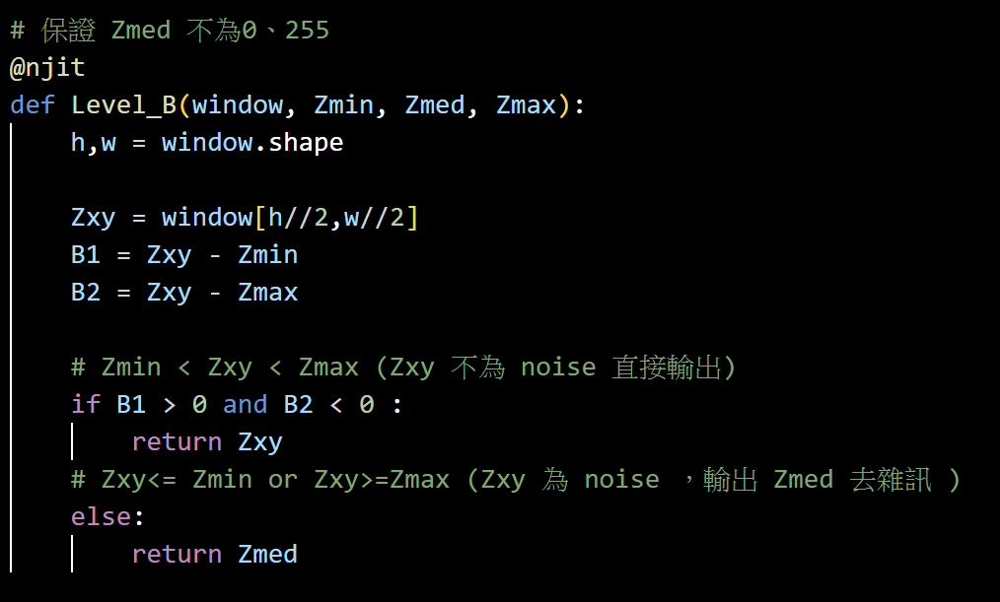 # 保證 Zmed 不為0、255
@njit
def Level_B(window, Zmin, Zmed, Zmax):
    h,w = window.shape
    Zxy = window[h//2,w//2]
    B1 = Zxy - Zmin
    B2 = Zxy - Zmax
    # Zmin < Zxy < Zmax (Zxy 不為 noise 直接輸出)
    if B1 > 0 and B2 < 0 :
        return Zxy
    # Zxy<= Zmin or Zxy>=Zmax (Zxy 為 noise ，輸出 Zmed 去雜訊 )
    else:
        return Zmed